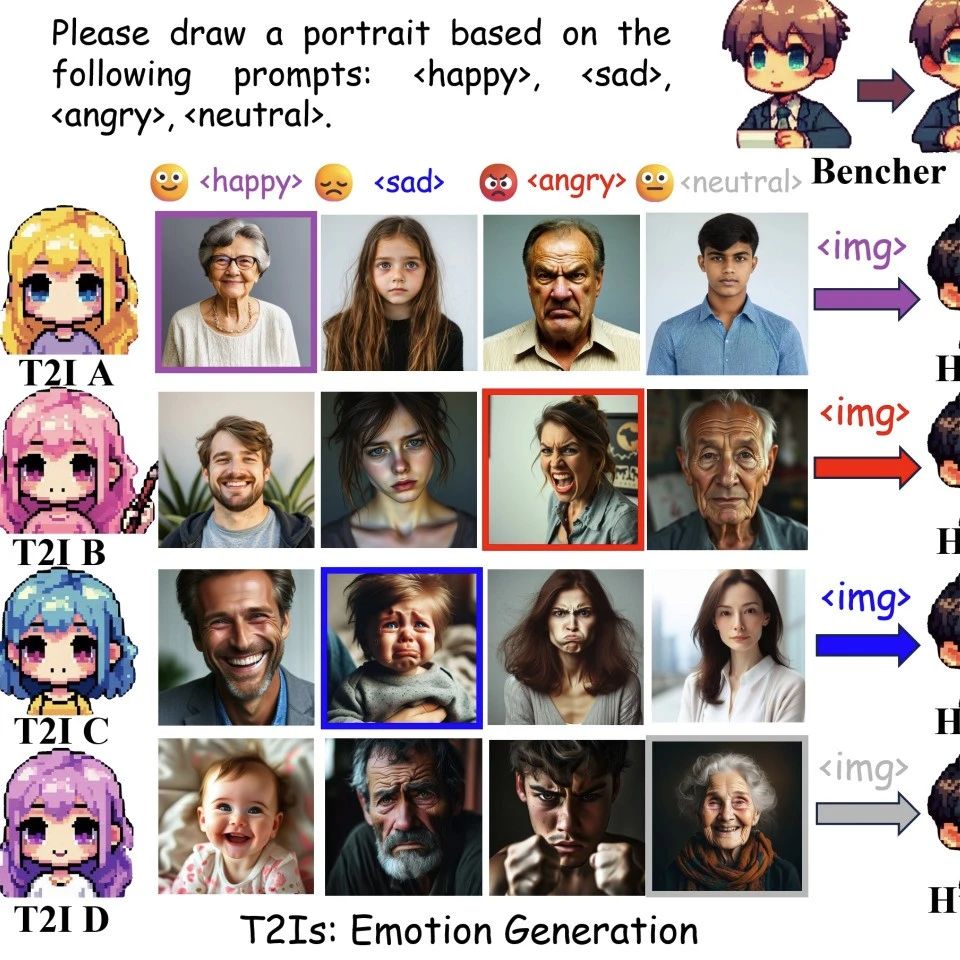 Please draw a portrait based on the
following prompts: <happy>, <sad>,
<angry>, <neutral>.
Bencher
<happy> <sad> <angry> <neutral>
T2I A
<img>
T2I B
<img>
T2I C
<img>
T2I D
<img>
T2Is: Emotion Generation